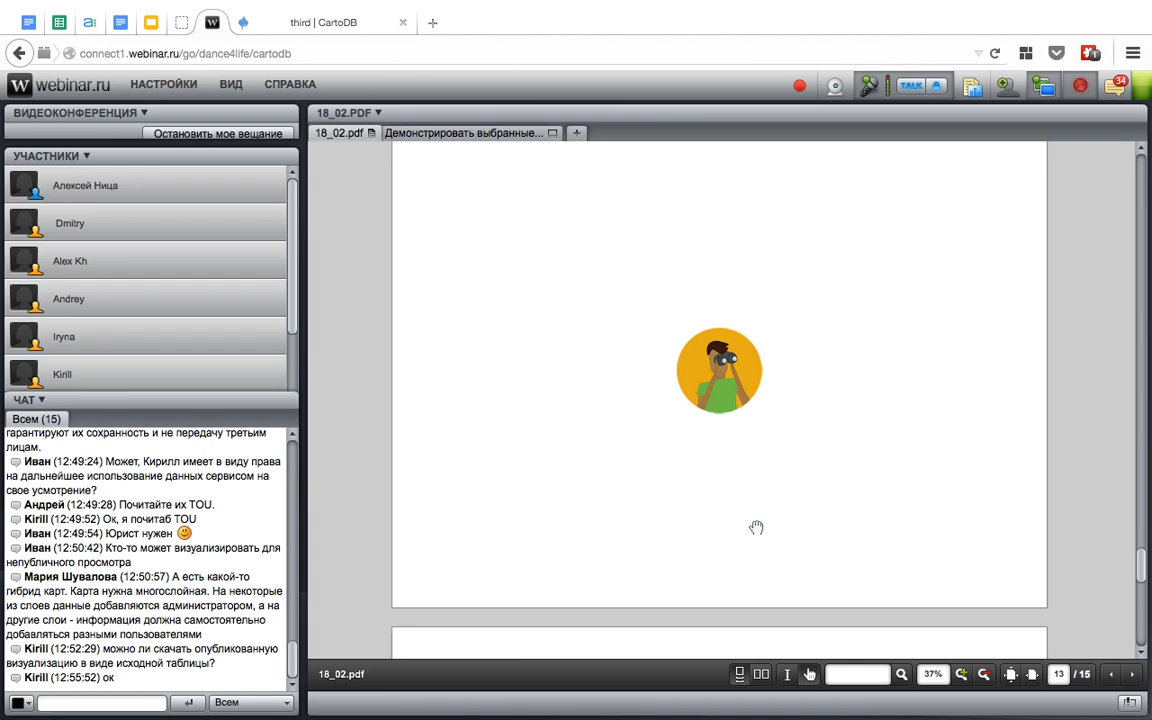 third | CartoDB
connect1.webinar.ru/go/dance4life/cartodb
1
W webinar.ru НАСТРОЙКИ ВИД СПРАВКА
TALK
34
ВИДЕОКОНФЕРЕНЦИЯ
Остановить мое вещание
УЧАСТНИКИ
Алексей Ница
Dmitry
Alex Kh
Andrey
Iryna
Kirill
ЧАТ
Всем (15)
гарантируют их сохранность и не передачу третьим
лицам.
Иван (12:49:24) Может, Кирилл имеет в виду права
на дальнейшее использование данных сервисом на
свое усмотрение?
Андрей (12:49:28) Почитайте их TOU.
Kirill (12:49:52) Ок, я почитаб TOU
Иван (12:49:54) Юрист нужен
Иван (12:50:42) Кто-то может визуализировать для
непубличного просмотра
Мария Шувалова (12:50:57) А есть какой-то
гибрид карт. Карта нужна многослойная. На некоторые
из слоев данные добавляются администратором, а на
другие слои - информация должна самостоятельно
добавляться разными пользователями
Kirill (12:52:29) можно ли скачать опубликованную
визуализацию в виде исходной таблицы?
Kirill (12:55:52) ок
Всем
18_02.PDF
18_02.pdf Демонстрировать выбранные...
18_02.pdf
37%
13 / 15